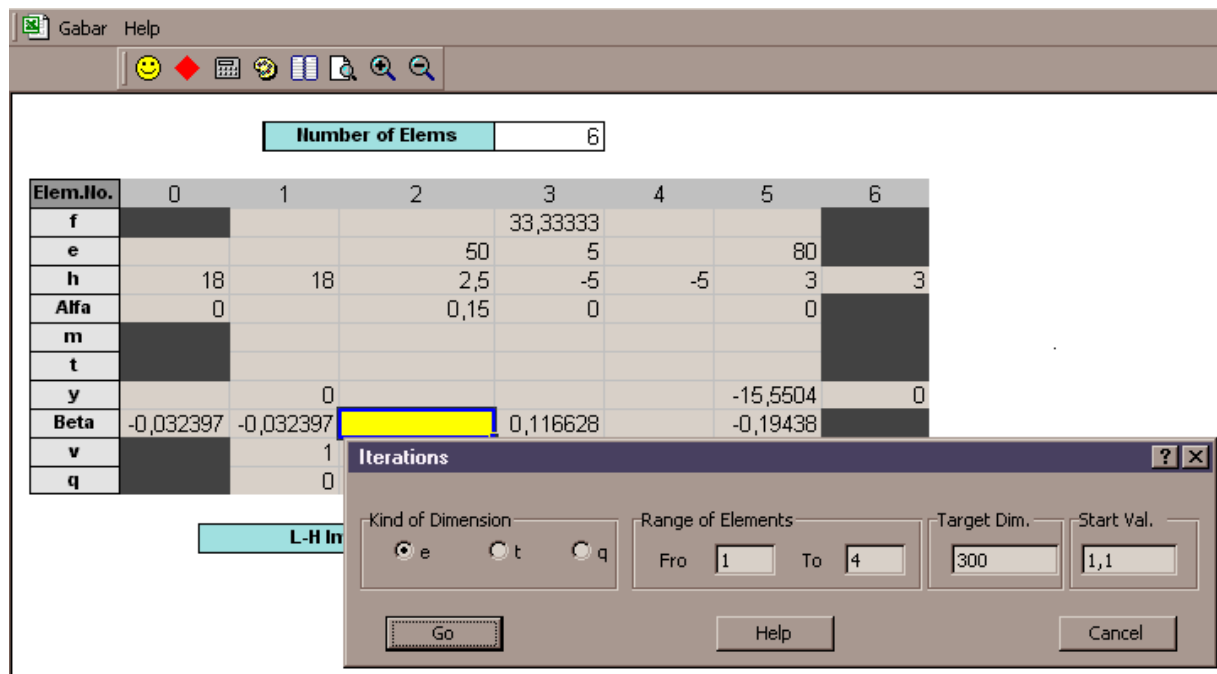 Gabar Help
Number of Elems 6
Elem.No. 0 1 2 3 4 5 6
f 33,33333
e 50 5 80
h 18 18 2,5 -5 -5 3 3
Alfa 0 0,15 0 0
m
t
y 0 -15,5504 0
Beta -0,032397 -0,032397 0,116628 -0,19438
v 1
q 0
Iterations
Kind of Dimension Range of Elements Target Dim. Start Val.
e t q Fro 1 To 4 300 1,1
L-H In
Go Help Cancel